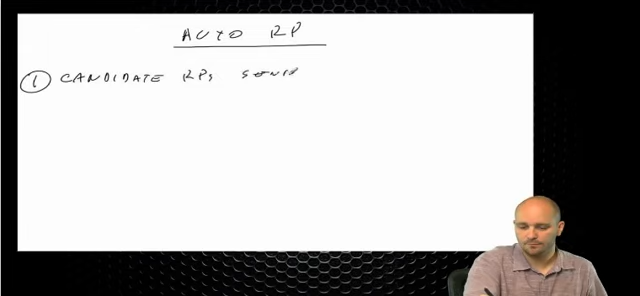 AUTO RP
① CANDIDATE RPs SEND